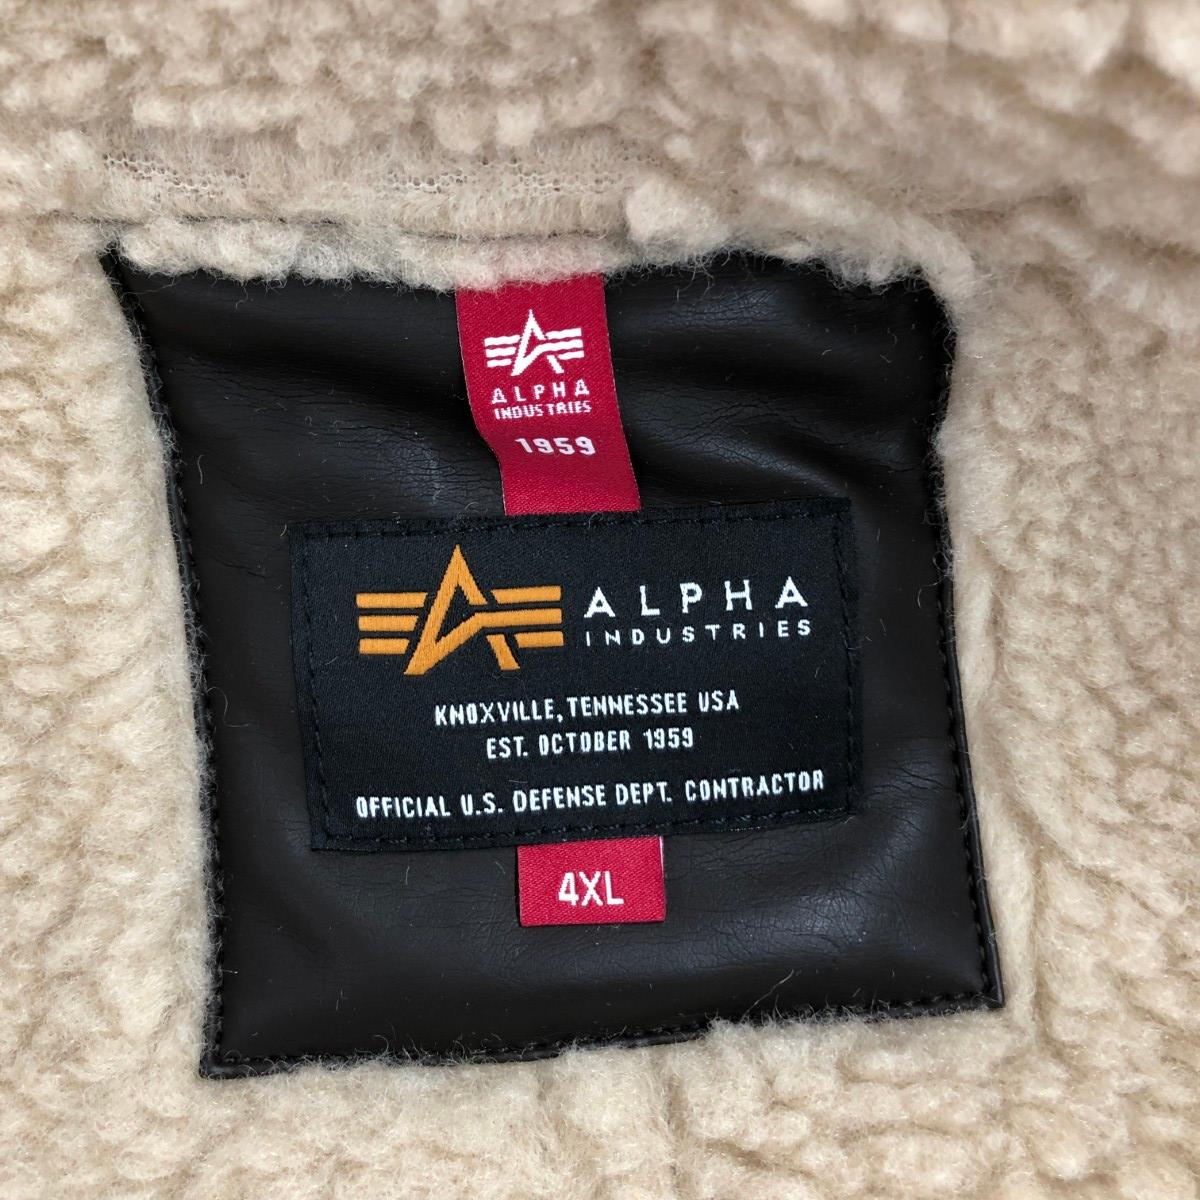 ALPHA
INDUSTRIES
1959
ALPHA
INDUSTRIES
KNOXVILLE, TENNESSEE USA
EST. OCTOBER 1959
OFFICIAL U.S. DEFENSE DEPT. CONTRACTOR
4XL